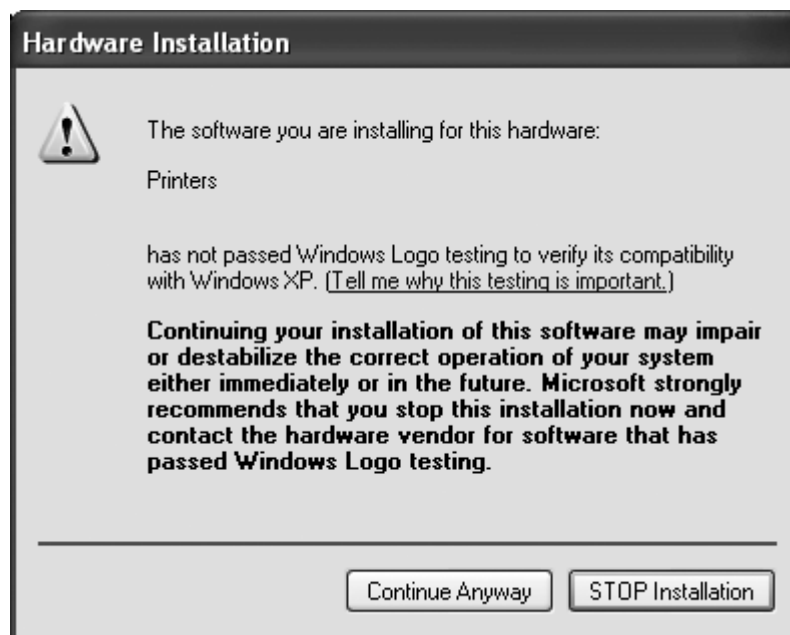 Hardware Installation
The software you are installing for this hardware:
Printers
has not passed Windows Logo testing to verify its compatibility
with Windows XP. (Tell me why this testing is important.)
Continuing your installation of this software may impair
or destabilize the correct operation of your system
either immediately or in the future. Microsoft strongly
recommends that you stop this installation now and
contact the hardware vendor for software that has
passed Windows Logo testing.
Continue Anyway
STOP Installation